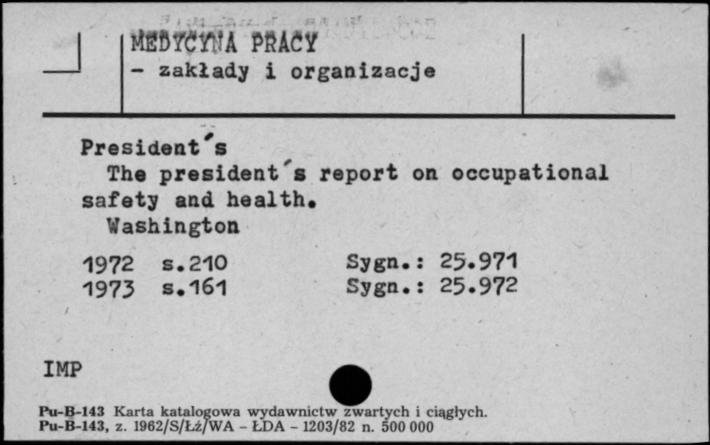 MEDYCYNA PRACY
- zakłady i organizacje
President's
The president's report on occupational
safety and health.
Washington
1972 s.210 Sygn.: 25.971
1973 s.161 Sygn.: 25.972
IMP
Pu-B-143 Karta katalogowa wydawnictw zwartych i ciągłych.
Pu-B-143, z. 1962/S/Łż/WA - ŁDA - 1203/82 n. 500 000